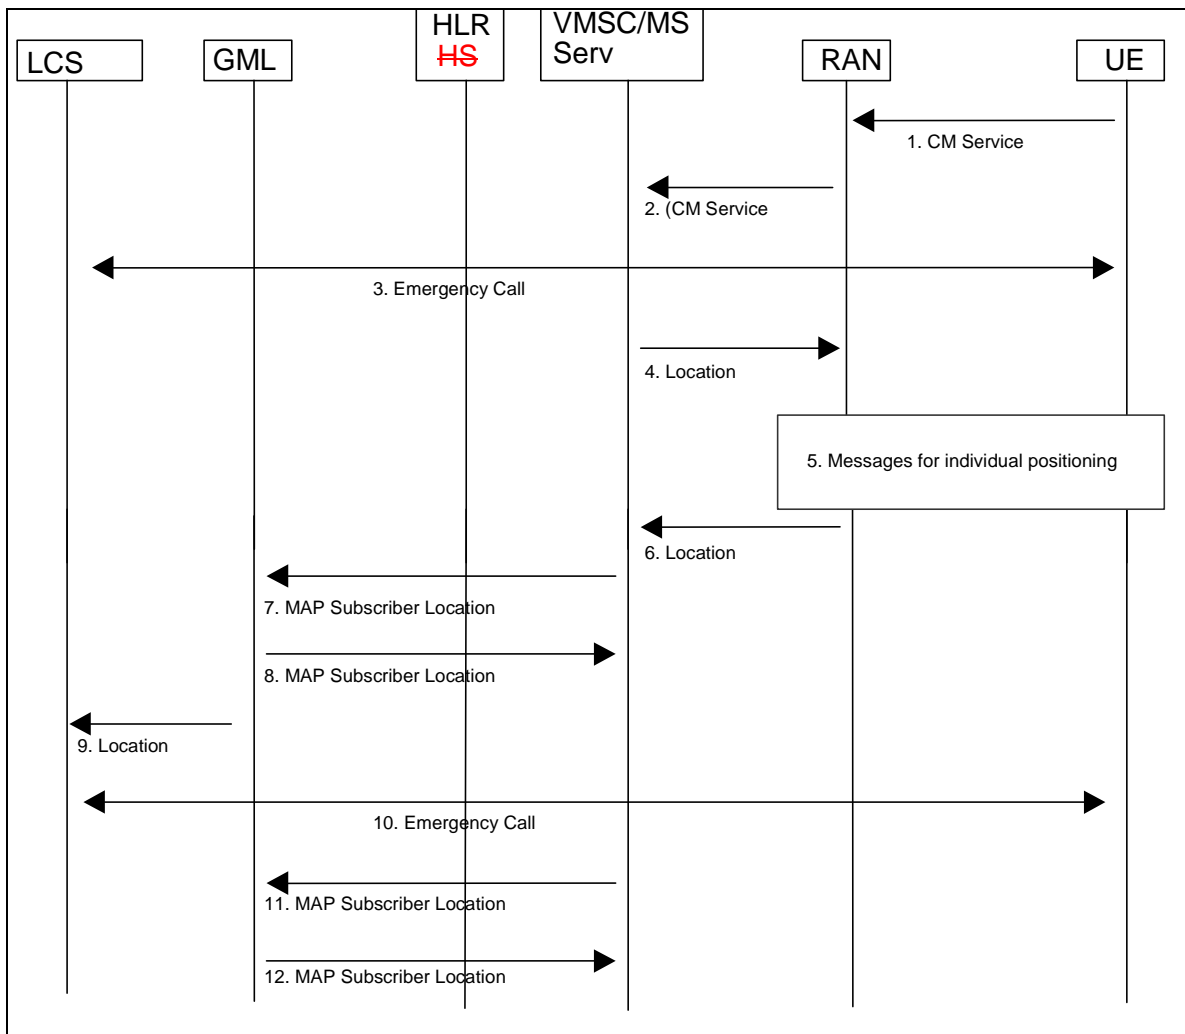 LCS
GML
HLR
HS
VMSC/MS
Serv
RAN
UE
1. CM Service
2. (CM Service
3. Emergency Call
4. Location
5. Messages for individual positioning
6. Location
7. MAP Subscriber Location
8. MAP Subscriber Location
9. Location
10. Emergency Call
11. MAP Subscriber Location
12. MAP Subscriber Location